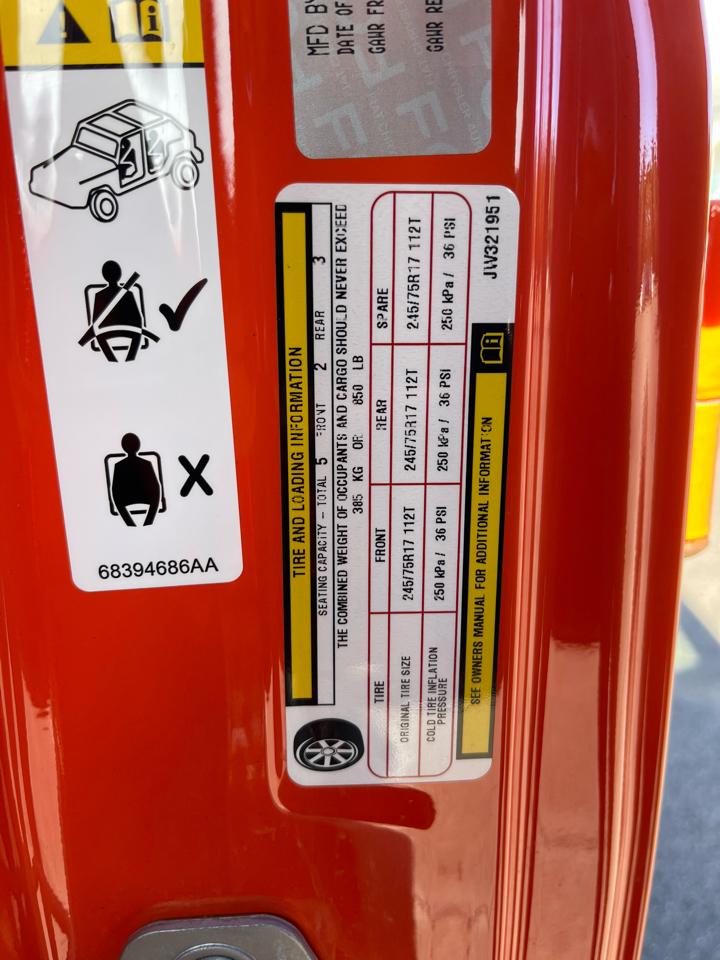 68394686AA
X
MFD BY
DATE OF
GAWR FR
GAWR RE
TIRE AND LOADING INFORMATION
SEATING CAPACITY – TOTAL 5 FRONT 2 REAR 3
THE COMBINED WEIGHT OF OCCUPANTS AND CARGO SHOULD NEVER EXCEED
385 KG OR 850 LB
TIRE FRONT REAR SPARE
ORIGINAL TIRE SIZE 245/75R17 112T 245/75R17 112T 245/75R17 112T
COLD TIRE INFLATION
PRESSURE 250 kPa / 36 PSI 250 kPa / 36 PSI 250 kPa / 36 PSI
SEE OWNERS MANUAL FOR ADDITIONAL INFORMATION
JW321951